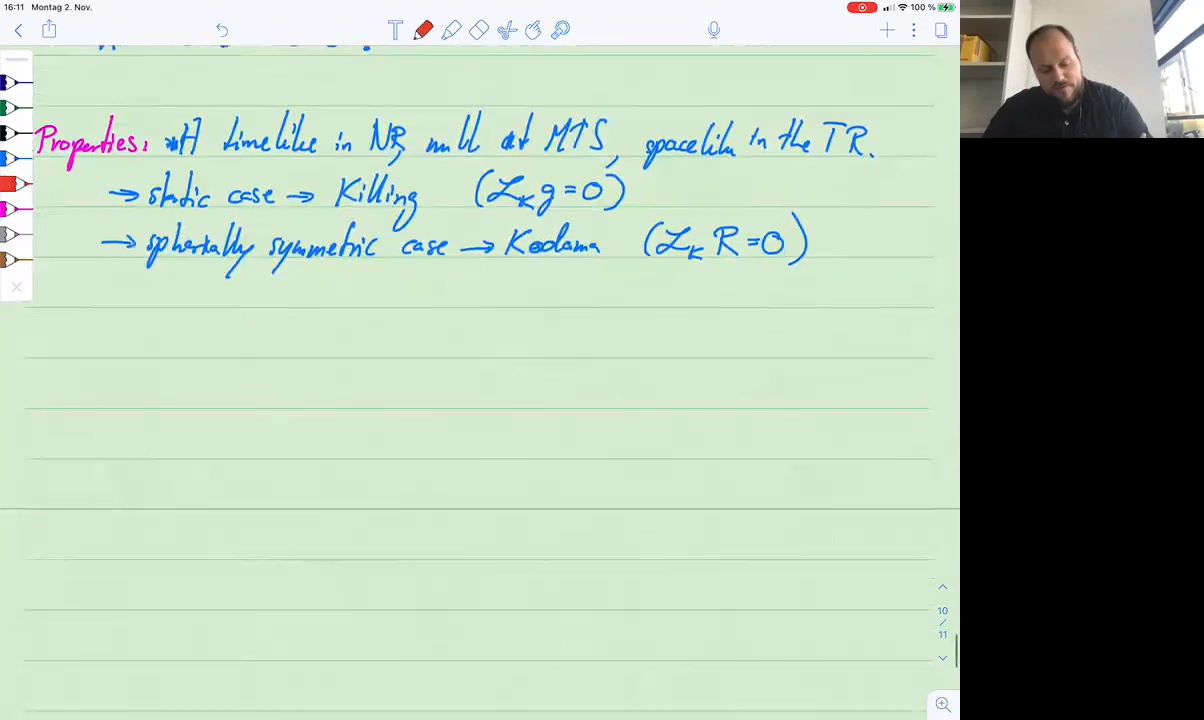 16:11 Montag 2. Nov.
100 %
T
Properties: *H timelike in NR, null at MTS, spacelike in the TR.
→ static case → Killing (ℒ_K g = 0)
→ spherically symmetric case → Kodama (ℒ_K R = 0)
10
/
11